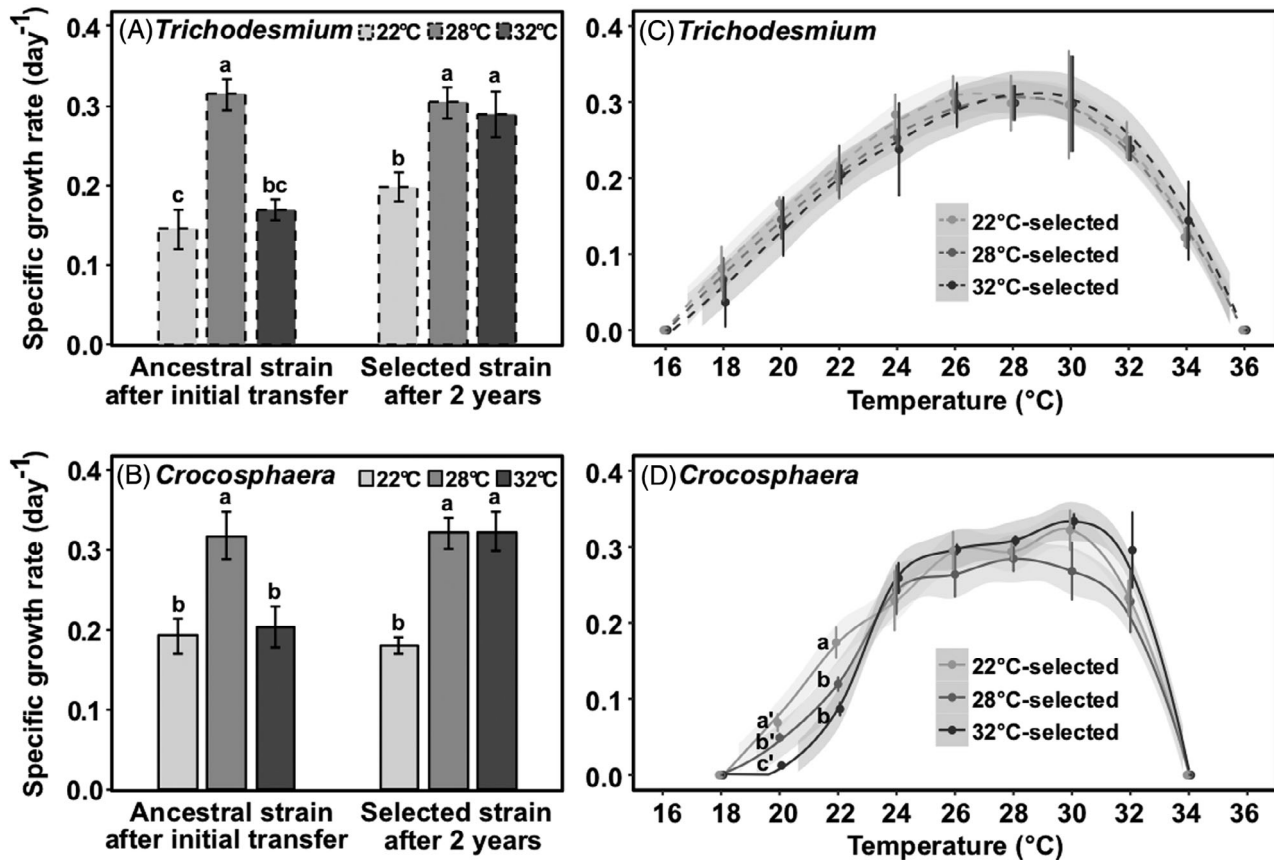 (A) Trichodesmium 22°C 28°C 32°C
Specific growth rate (day-1)
0.4
0.3
0.2
0.1
0.0
c a bc b a a
Ancestral strain
after initial transfer
Selected strain
after 2 years
(C) Trichodesmium
0.4
0.3
0.2
0.1
0.0
22°C-selected
28°C-selected
32°C-selected
16 18 20 22 24 26 28 30 32 34 36
Temperature (°C)
(B) Crocosphaera 22°C 28°C 32°C
Specific growth rate (day-1)
0.4
0.3
0.2
0.1
0.0
b a b b a a
Ancestral strain
after initial transfer
Selected strain
after 2 years
(D) Crocosphaera
0.4
0.3
0.2
0.1
0.0
a
b
b
a'
b'
c'
22°C-selected
28°C-selected
32°C-selected
16 18 20 22 24 26 28 30 32 34 36
Temperature (°C)